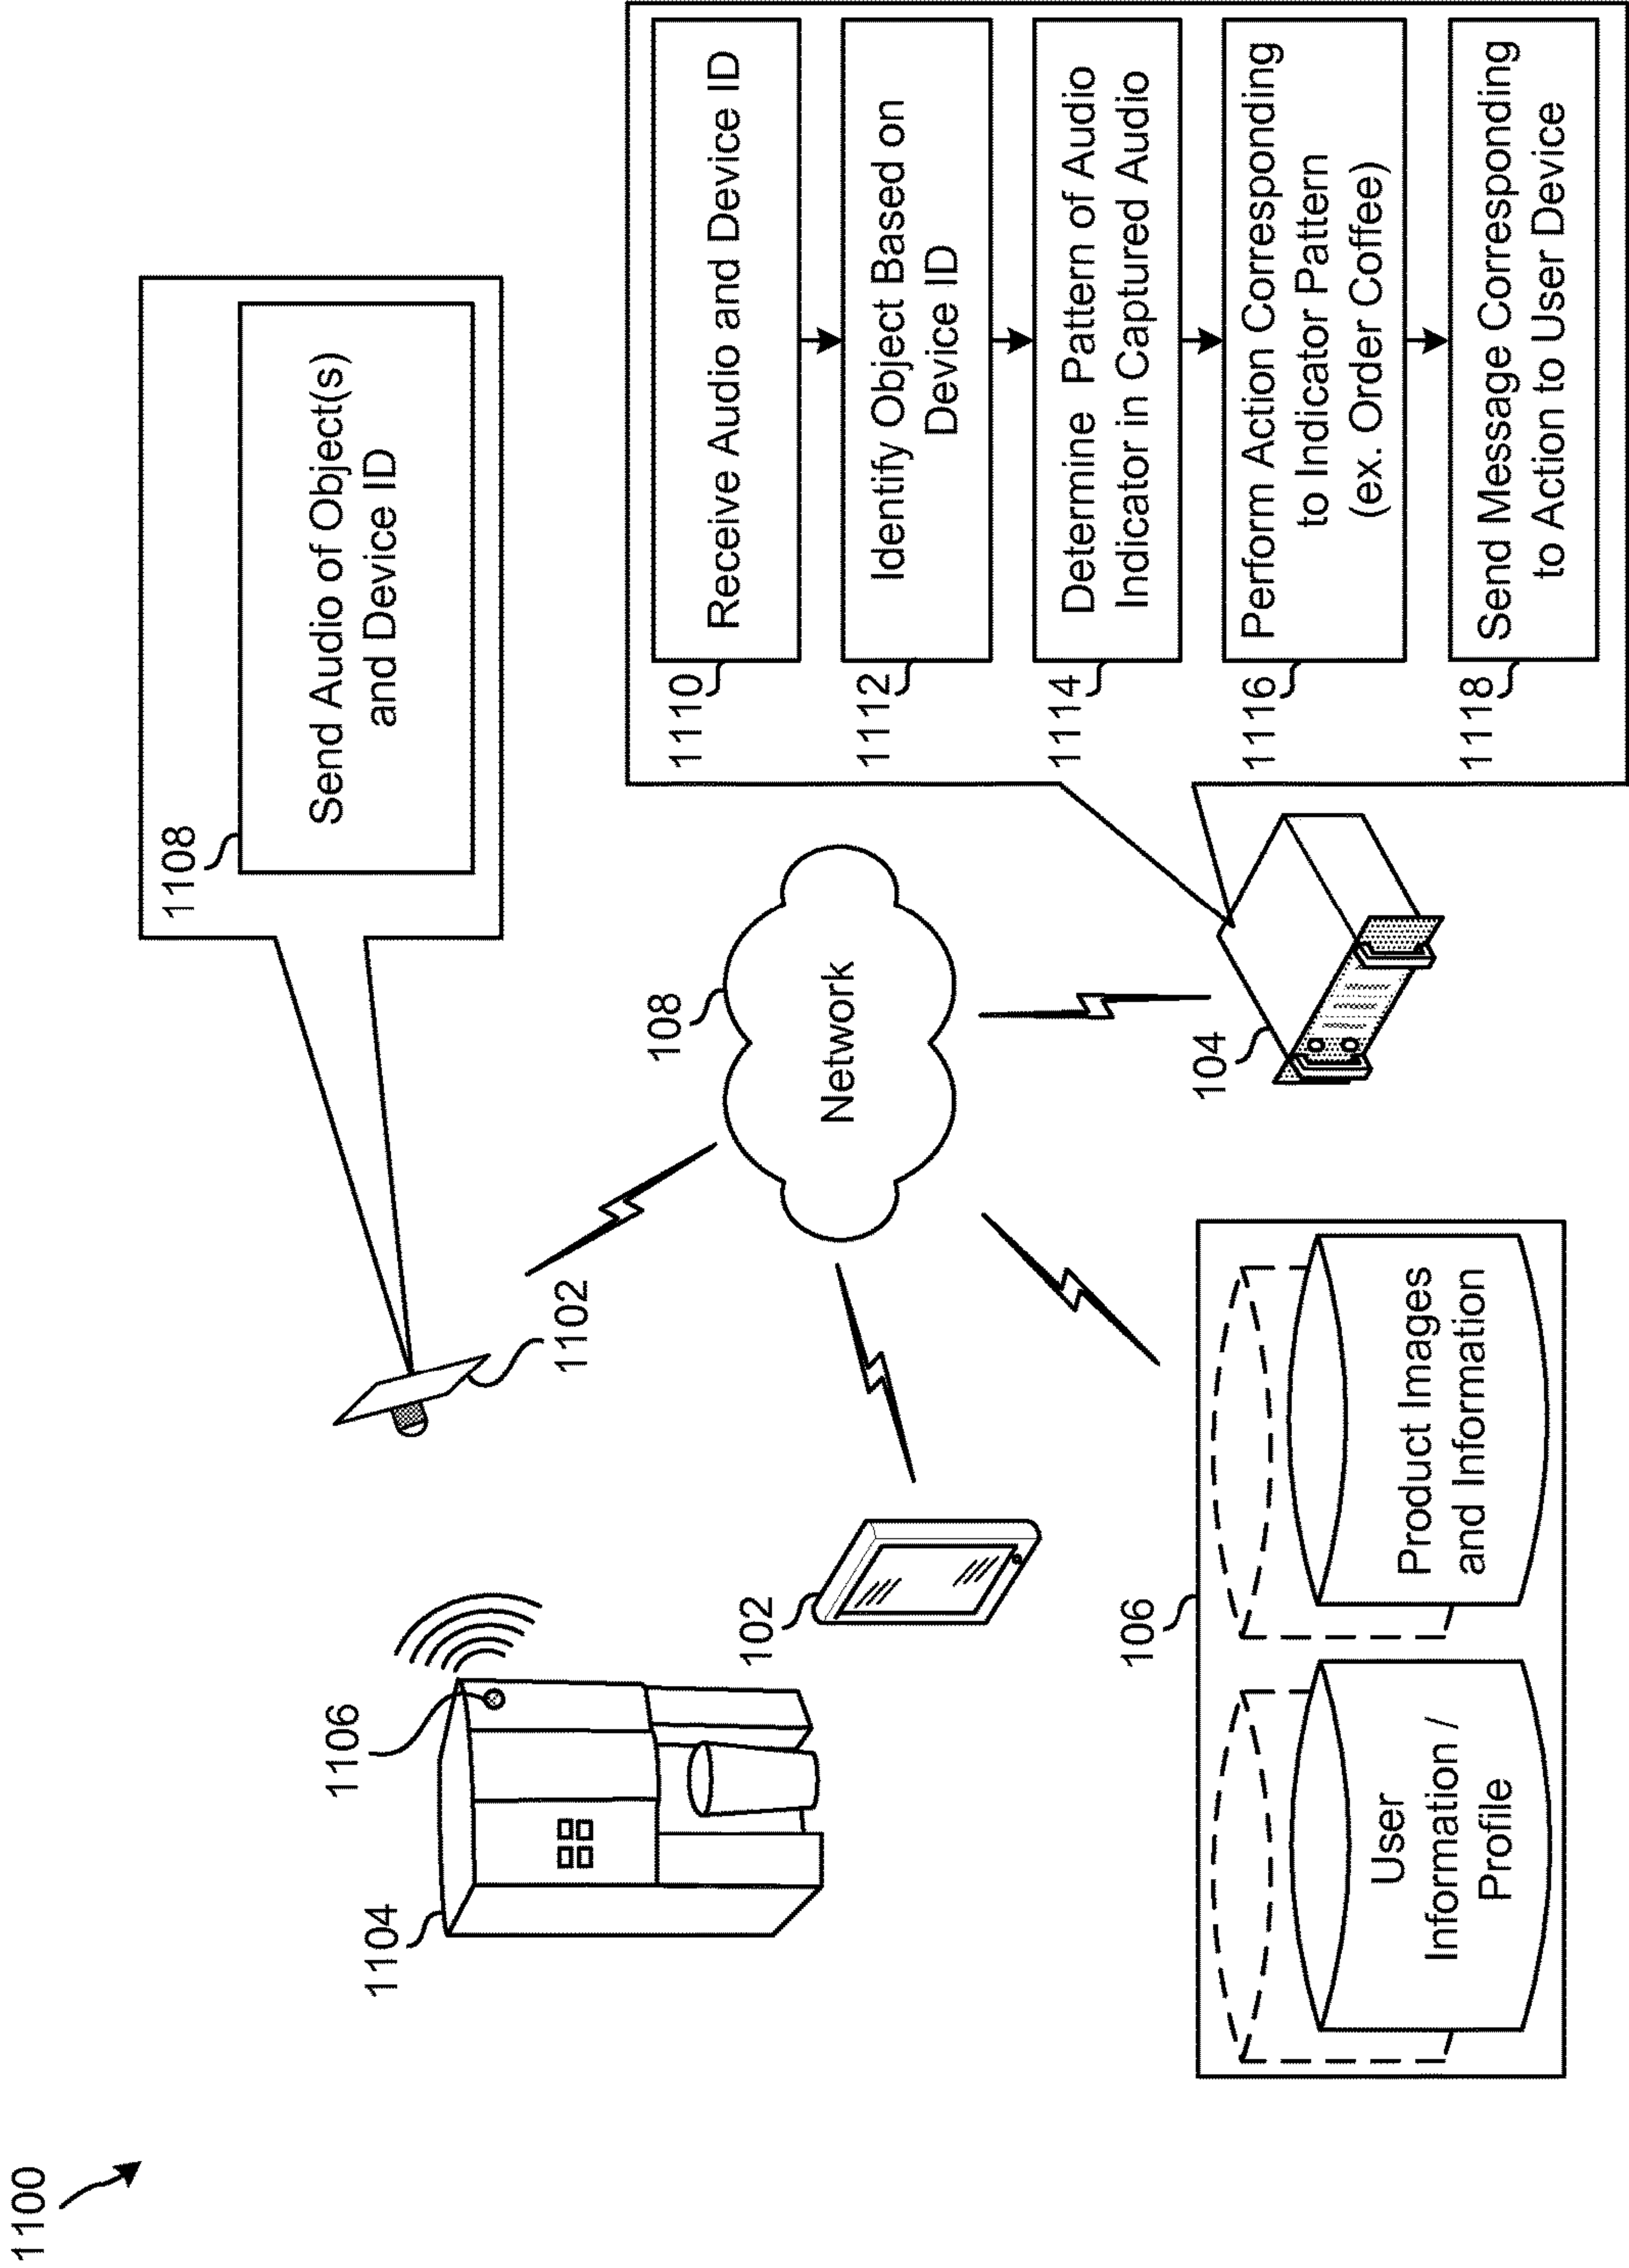 1100
1108
Send Audio of Object(s)
and Device ID
1102
1106
1104
102
108
Network
104
106
User
Information /
Profile
Product Images
and Information
1110
Receive Audio and Device ID
1112
Identify Object Based on
Device ID
1114
Determine Pattern of Audio
Indicator in Captured Audio
1116
Perform Action Corresponding
to Indicator Pattern
(ex. Order Coffee)
1118
Send Message Corresponding
to Action to User Device